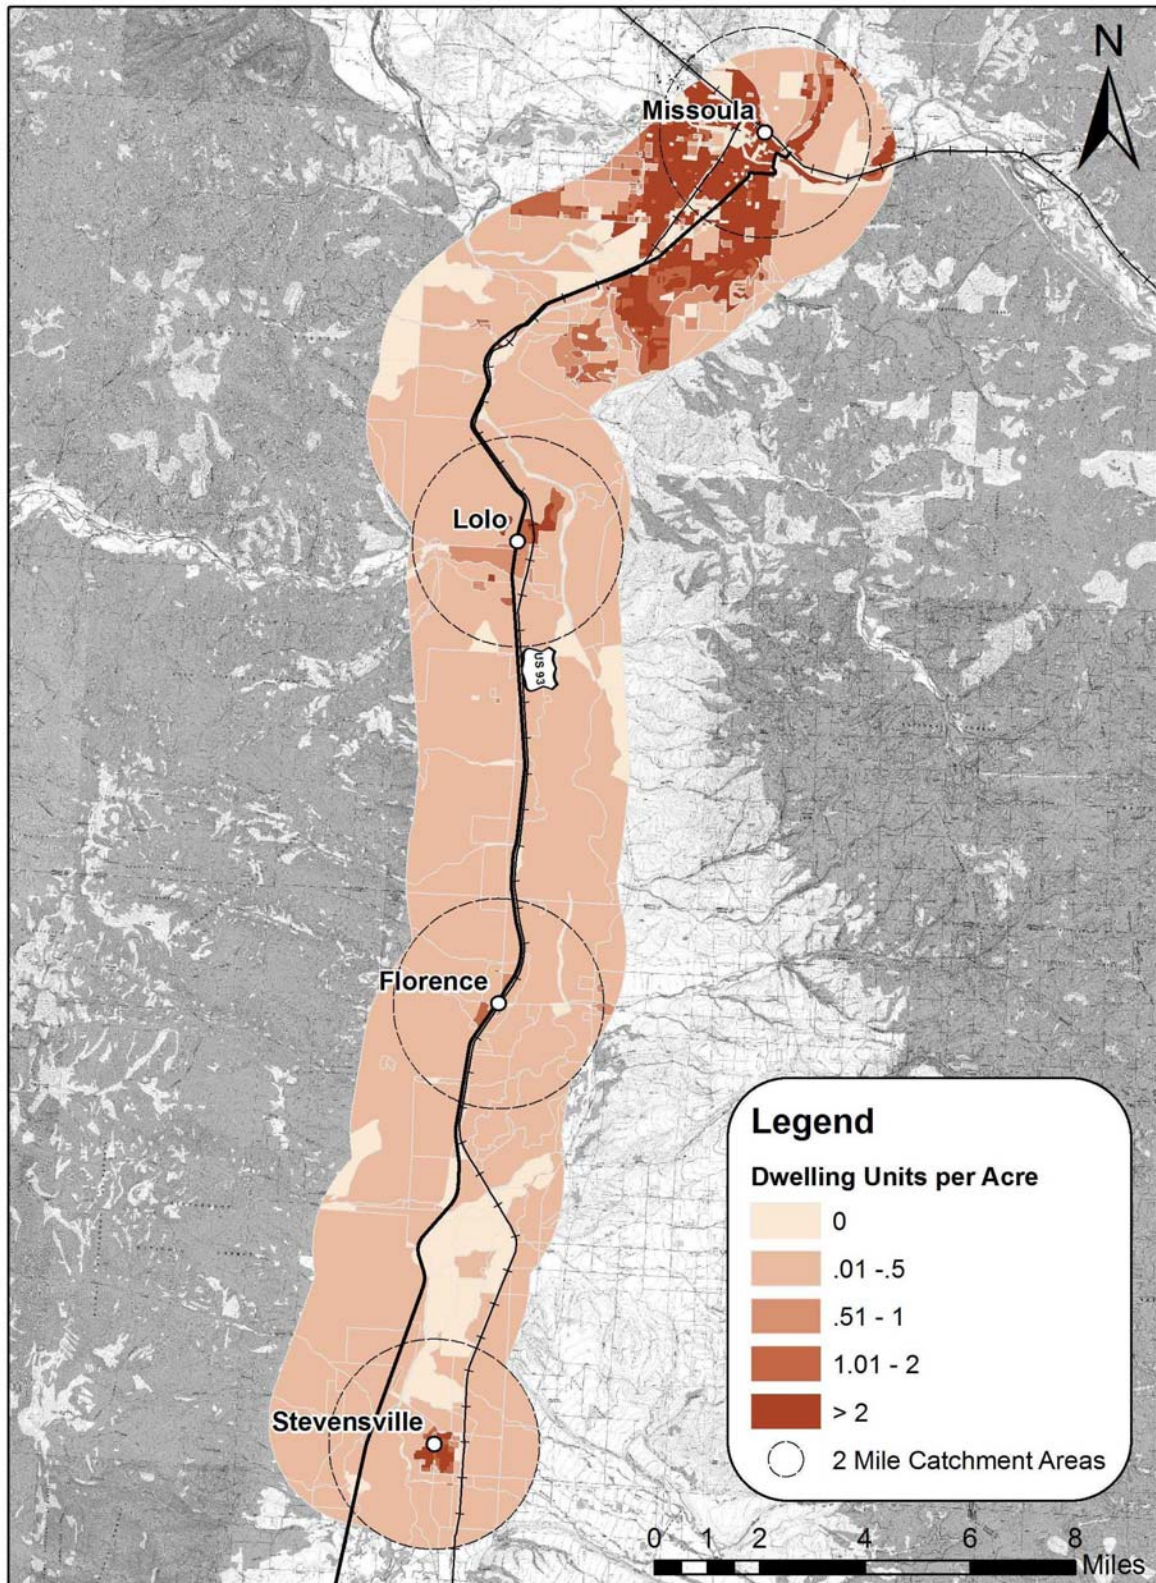 N
Missoula
Lolo
US 93
Florence
Stevensville
Legend
Dwelling Units per Acre
0
.01 - .5
.51 - 1
1.01 - 2
> 2
2 Mile Catchment Areas
0 1 2 4 6 8
Miles